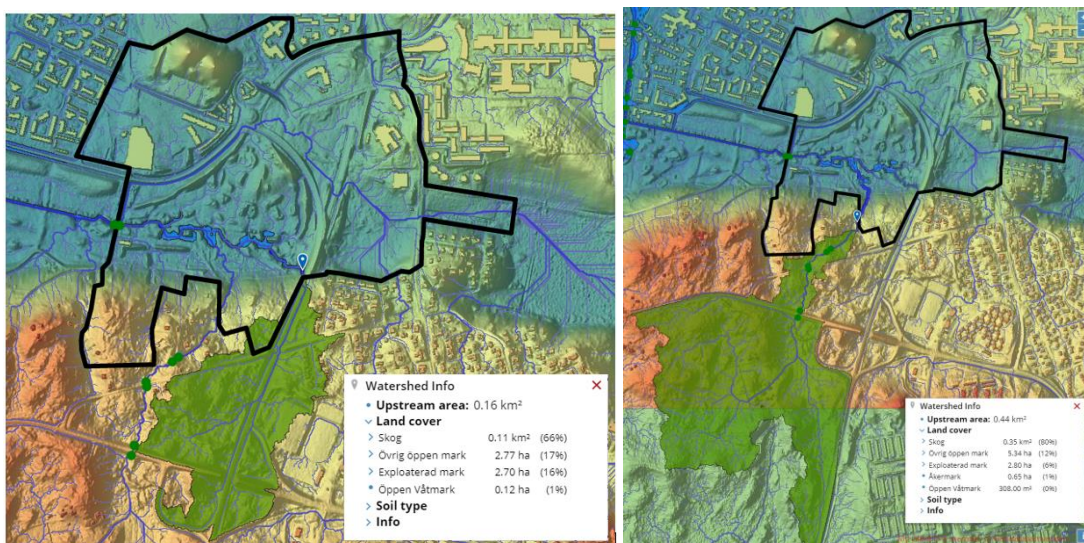 Watershed Info
Upstream area: 0.16 km²
Land cover
Skog 0.11 km² (66%)
Övrig öppen mark 2.77 ha (17%)
Exploaterad mark 2.70 ha (16%)
Öppen Våtmark 0.12 ha (1%)
Soil type
Info
Watershed Info
Upstream area: 0.44 km²
Land cover
Skog 0.35 km² (80%)
Övrig öppen mark 5.34 ha (12%)
Exploaterad mark 2.80 ha (6%)
Åkermark 0.65 ha (1%)
Öppen Våtmark 308.00 m² (0%)
Soil type
Info